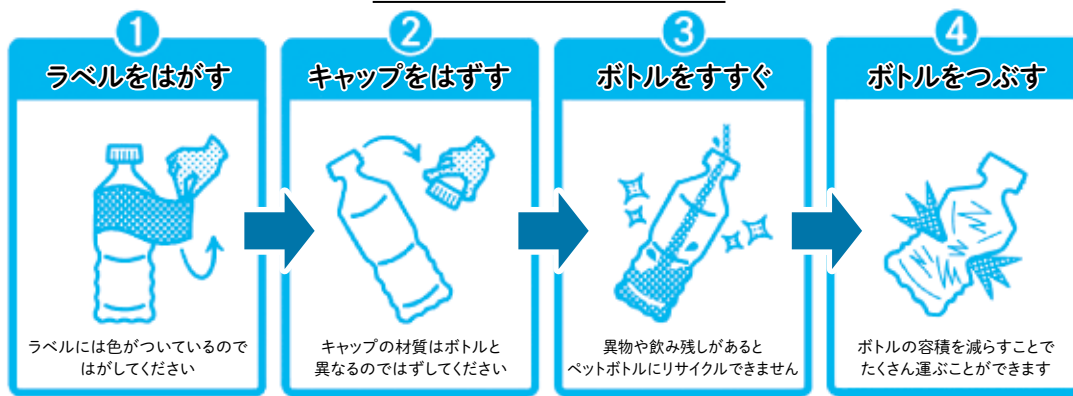 1
ラベルをはがす
ラベルには色がついているので
はがしてください
2
キャップをはずす
キャップの材質はボトルと
異なるのではずしてください
3
ボトルをすすぐ
異物や飲み残しがあると
ペットボトルにリサイクルできません
4
ボトルをつぶす
ボトルの容積を減らすことで
たくさん運ぶことができます